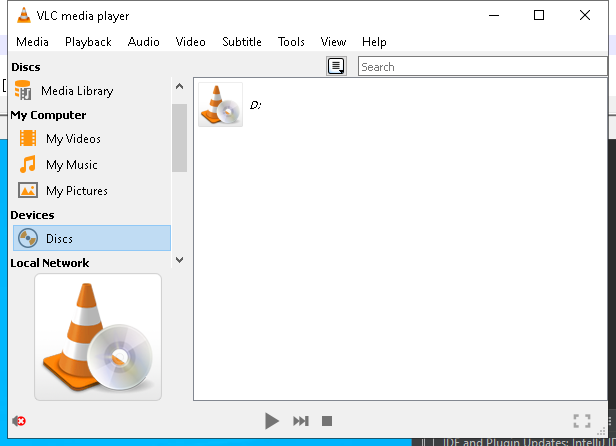 VLC media player
Media Playback Audio Video Subtitle Tools View Help
Discs
Search
Media Library
D:
My Computer
My Videos
My Music
My Pictures
Devices
Discs
Local Network
IDE and Plugin Updates: IntelliJ